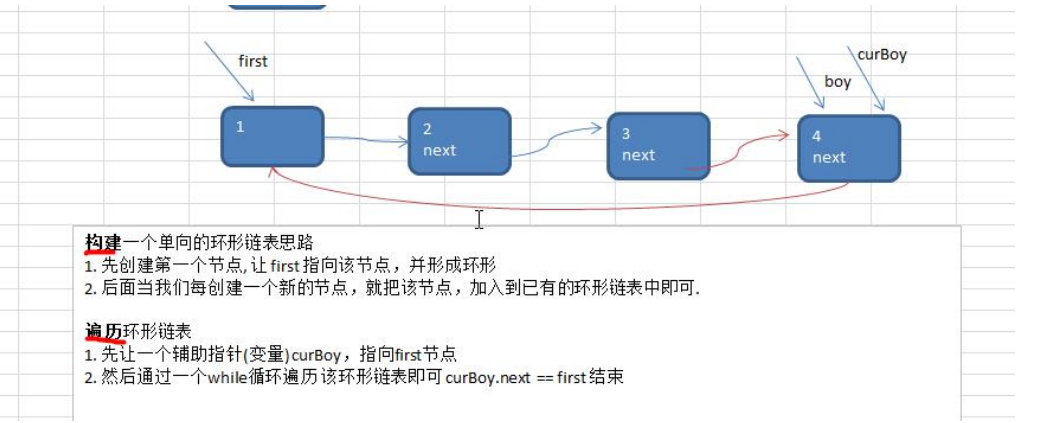 first
curBoy
boy
1
2
next
3
next
4
next
构建一个单向的环形链表思路
1. 先创建第一个节点, 让 first 指向该节点，并形成环形
2. 后面当我们每创建一个新的节点，就把该节点，加入到已有的环形链表中即可.
遍历环形链表
1. 先让一个辅助指针(变量) curBoy，指向first节点
2. 然后通过一个while循环遍历该环形链表即可 curBoy.next == first 结束